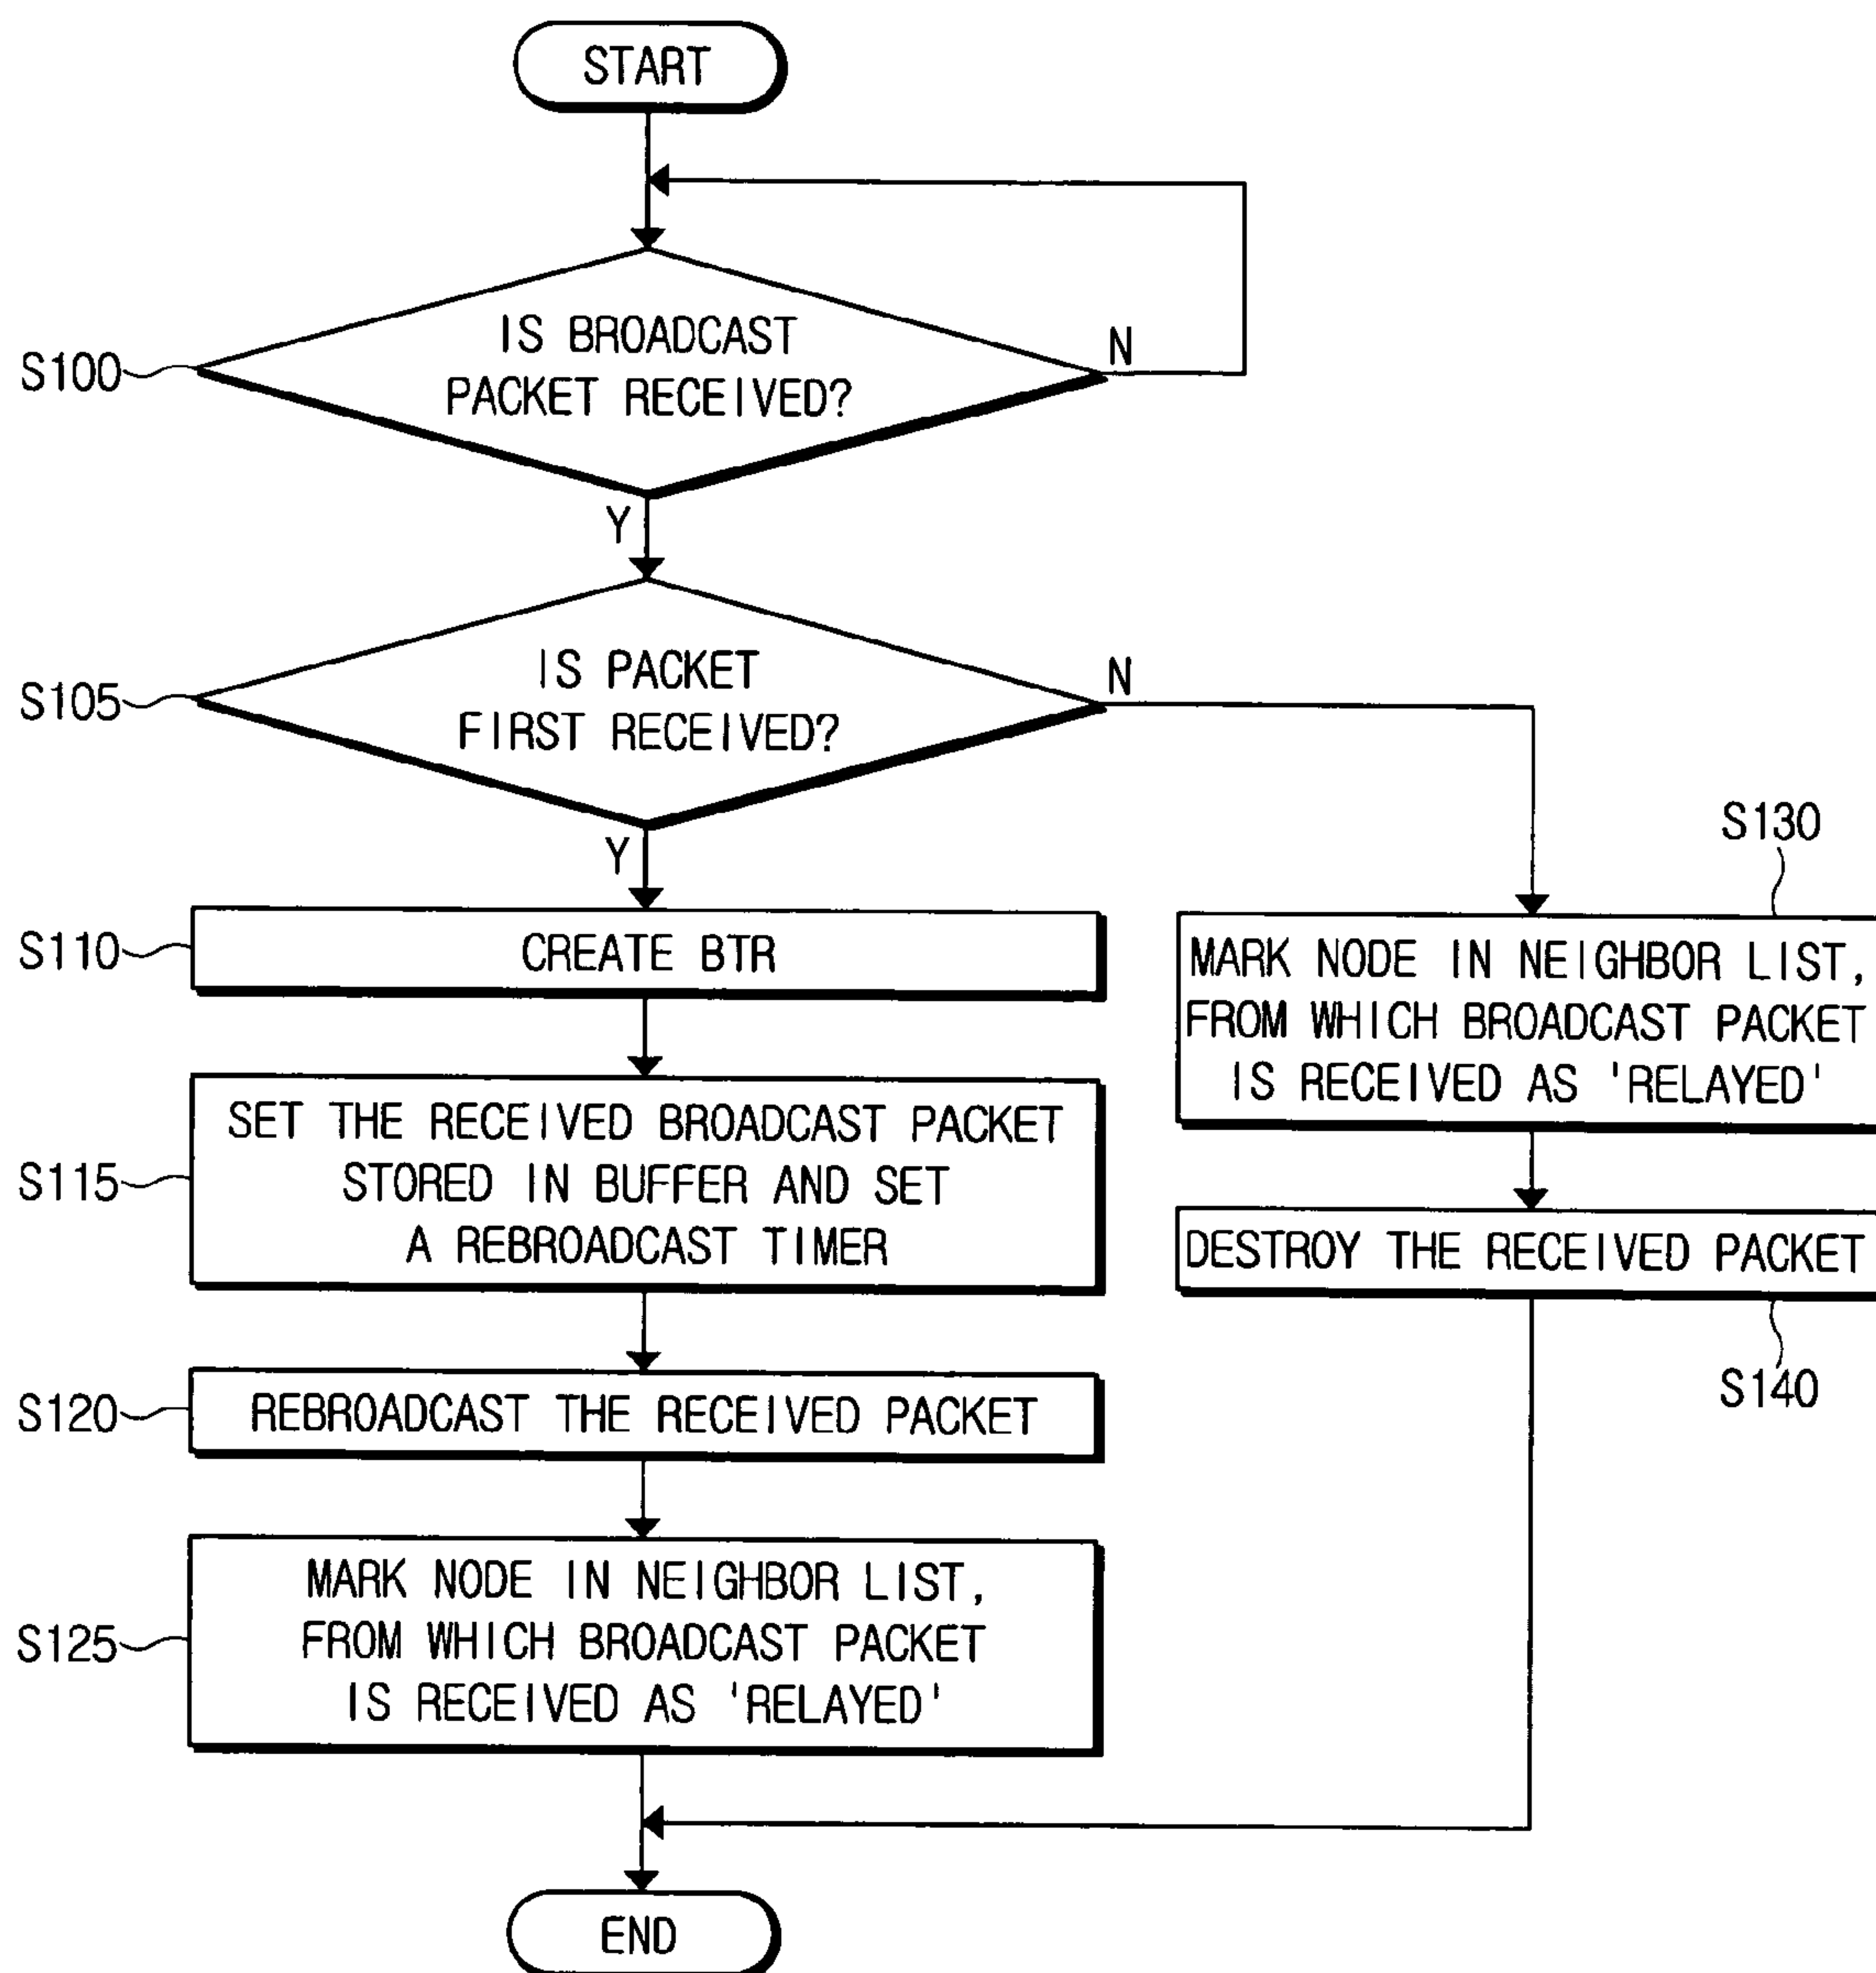 START
IS BROADCAST
PACKET RECEIVED?
N
S100
Y
IS PACKET
FIRST RECEIVED?
N
S105
Y
S110
CREATE BTR
S115
SET THE RECEIVED BROADCAST PACKET
STORED IN BUFFER AND SET
A REBROADCAST TIMER
S120
REBROADCAST THE RECEIVED PACKET
S125
MARK NODE IN NEIGHBOR LIST,
FROM WHICH BROADCAST PACKET
IS RECEIVED AS 'RELAYED'
S130
MARK NODE IN NEIGHBOR LIST,
FROM WHICH BROADCAST PACKET
IS RECEIVED AS 'RELAYED'
DESTROY THE RECEIVED PACKET
S140
END